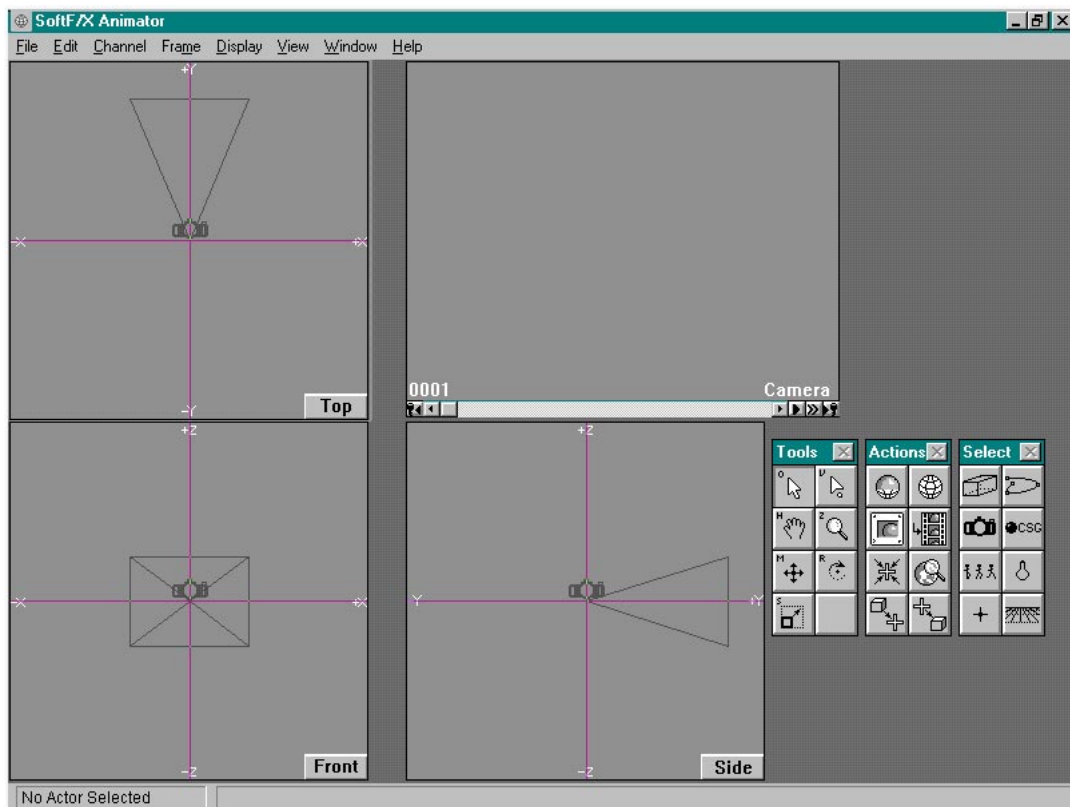 SoftF/X Animator
File Edit Channel Frame Display View Window Help
+Y
-X +X
-Y
Top
0001 Camera
+Z
-X +X
-Z
Front
+Z
-Y +Y
-Z
Side
Tools Actions Select
O V
H Z
CSG
M R
S
No Actor Selected